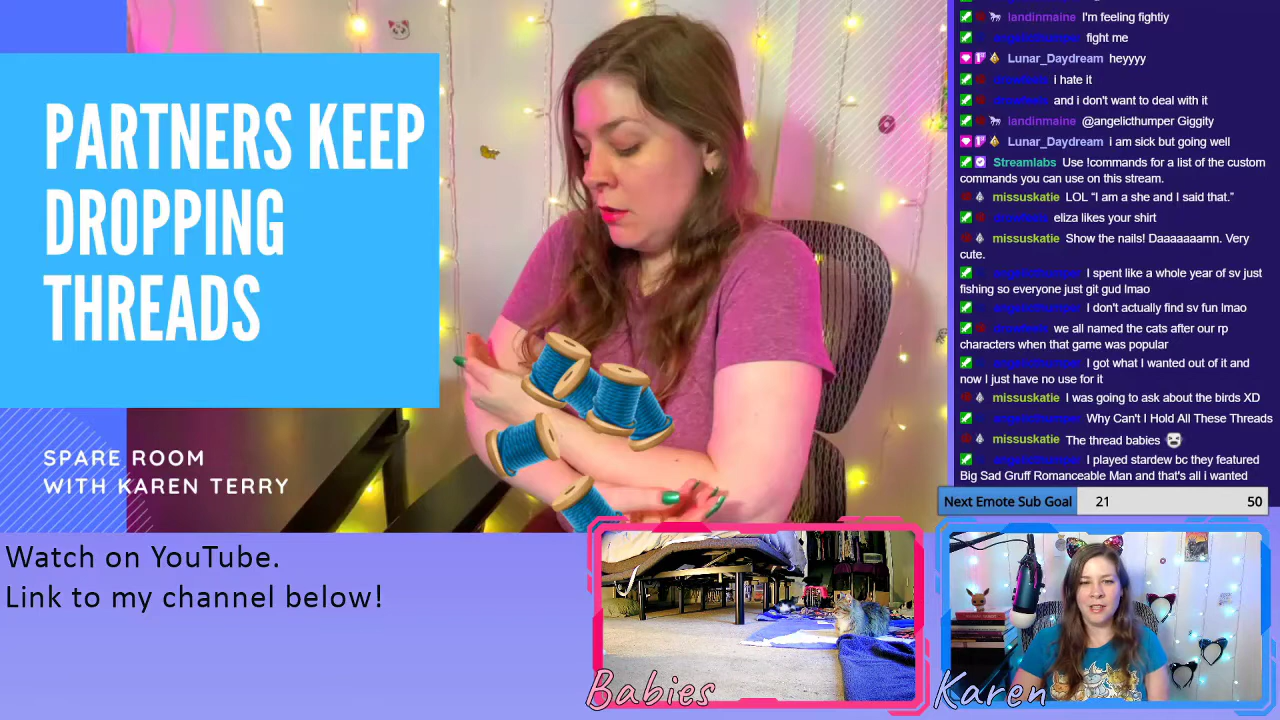 PARTNERS KEEP
DROPPING
THREADS
SPARE ROOM
WITH KAREN TERRY
Watch on YouTube.
Link to my channel below!
landinmaine I'm feeling fightiy
angelicthumper fight me
Lunar_Daydream heyyyy
i hate it
and i don't want to deal with it
landinmaine @angelicthumper Giggity
Lunar_Daydream I am sick but going well
Streamlabs Use !commands for a list of the custom
commands you can use on this stream.
missuskatie LOL "I am a she and I said that."
eliza likes your shirt
missuskatie Show the nails! Daaaaaaamn. Very
cute.
angelicthumper I spent like a whole year of sv just
fishing so everyone just git gud lmao
angelicthumper I don't actually find sv fun lmao
we all named the cats after our rp
characters when that game was popular
angelicthumper I got what I wanted out of it and
now I just have no use for it
missuskatie I was going to ask about the birds XD
angelicthumper Why Can't I Hold All These Threads
missuskatie The thread babies
angelicthumper I played stardew bc they featured
Big Sad Gruff Romanceable Man and that's all i wanted
Next Emote Sub Goal 21 50
Babies
Karen